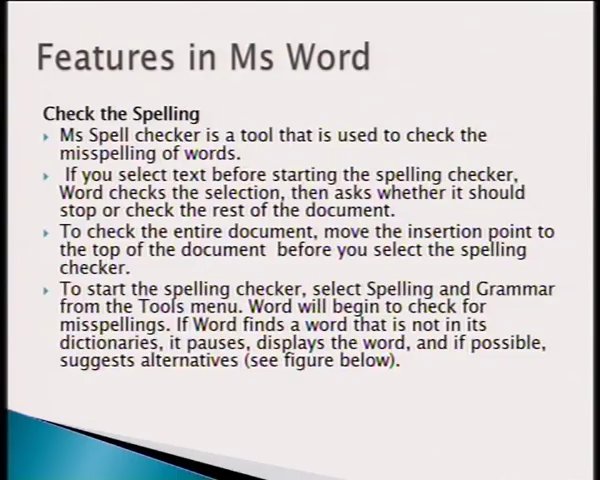 Features in Ms Word
Check the Spelling
Ms Spell checker is a tool that is used to check the
misspelling of words.
If you select text before starting the spelling checker,
Word checks the selection, then asks whether it should
stop or check the rest of the document.
To check the entire document, move the insertion point to
the top of the document before you select the spelling
checker.
To start the spelling checker, select Spelling and Grammar
from the Tools menu. Word will begin to check for
misspellings. If Word finds a word that is not in its
dictionaries, it pauses, displays the word, and if possible,
suggests alternatives (see figure below).